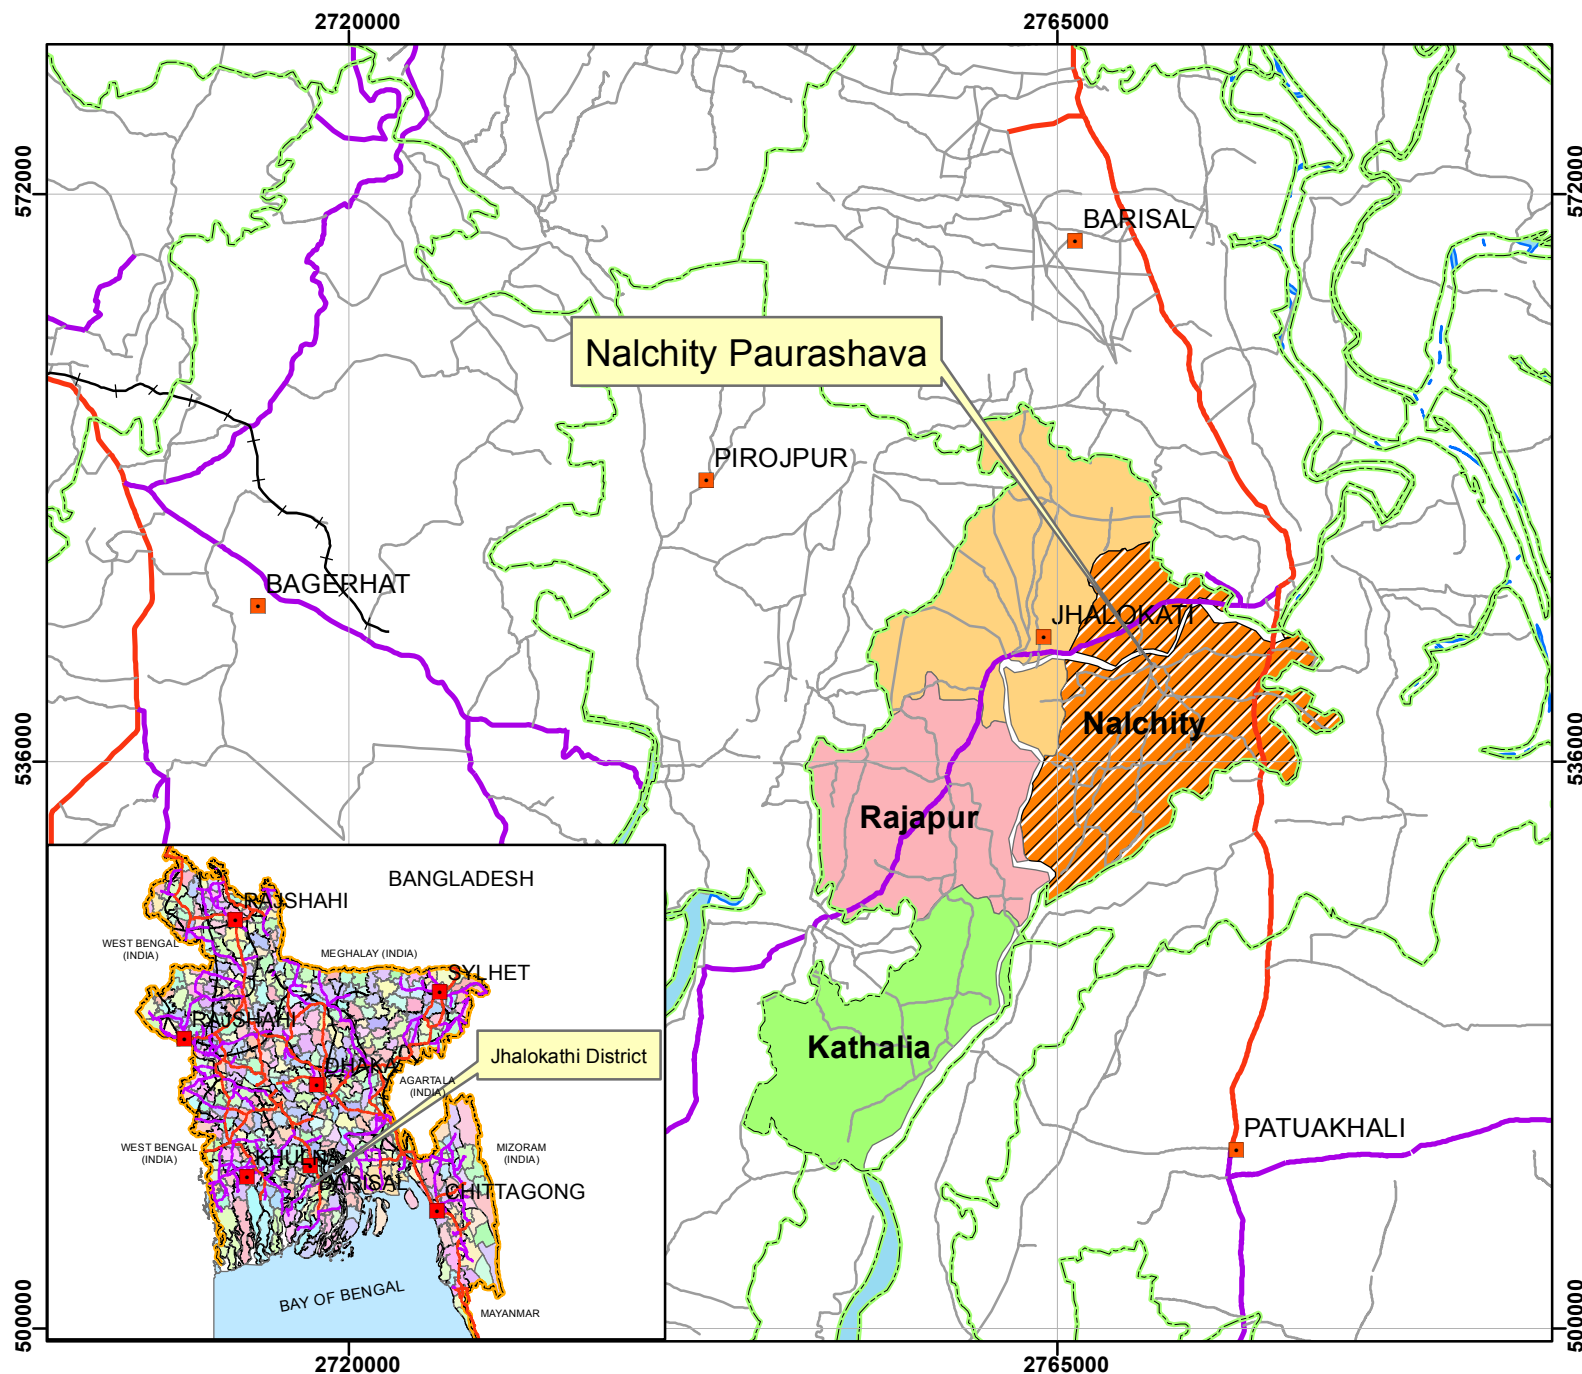 2720000
2765000
572000
572000
BARISAL
Nalchity Paurashava
PIROJPUR
BAGERHAT
JHALOKATI
Nalchity
536000
536000
Rajapur
Kathalia
PATUAKHALI
500000
500000
2720000
2765000
BANGLADESH
RAJSHAHI
WEST BENGAL
(INDIA)
MEGHALAY (INDIA)
SYLHET
RAJSHAHI
Jhalokathi District
DHAKA
AGARTALA
(INDIA)
WEST BENGAL
(INDIA)
MIZORAM
(INDIA)
KHULNA
BARISAL
CHITTAGONG
BAY OF BENGAL
MAYANMAR